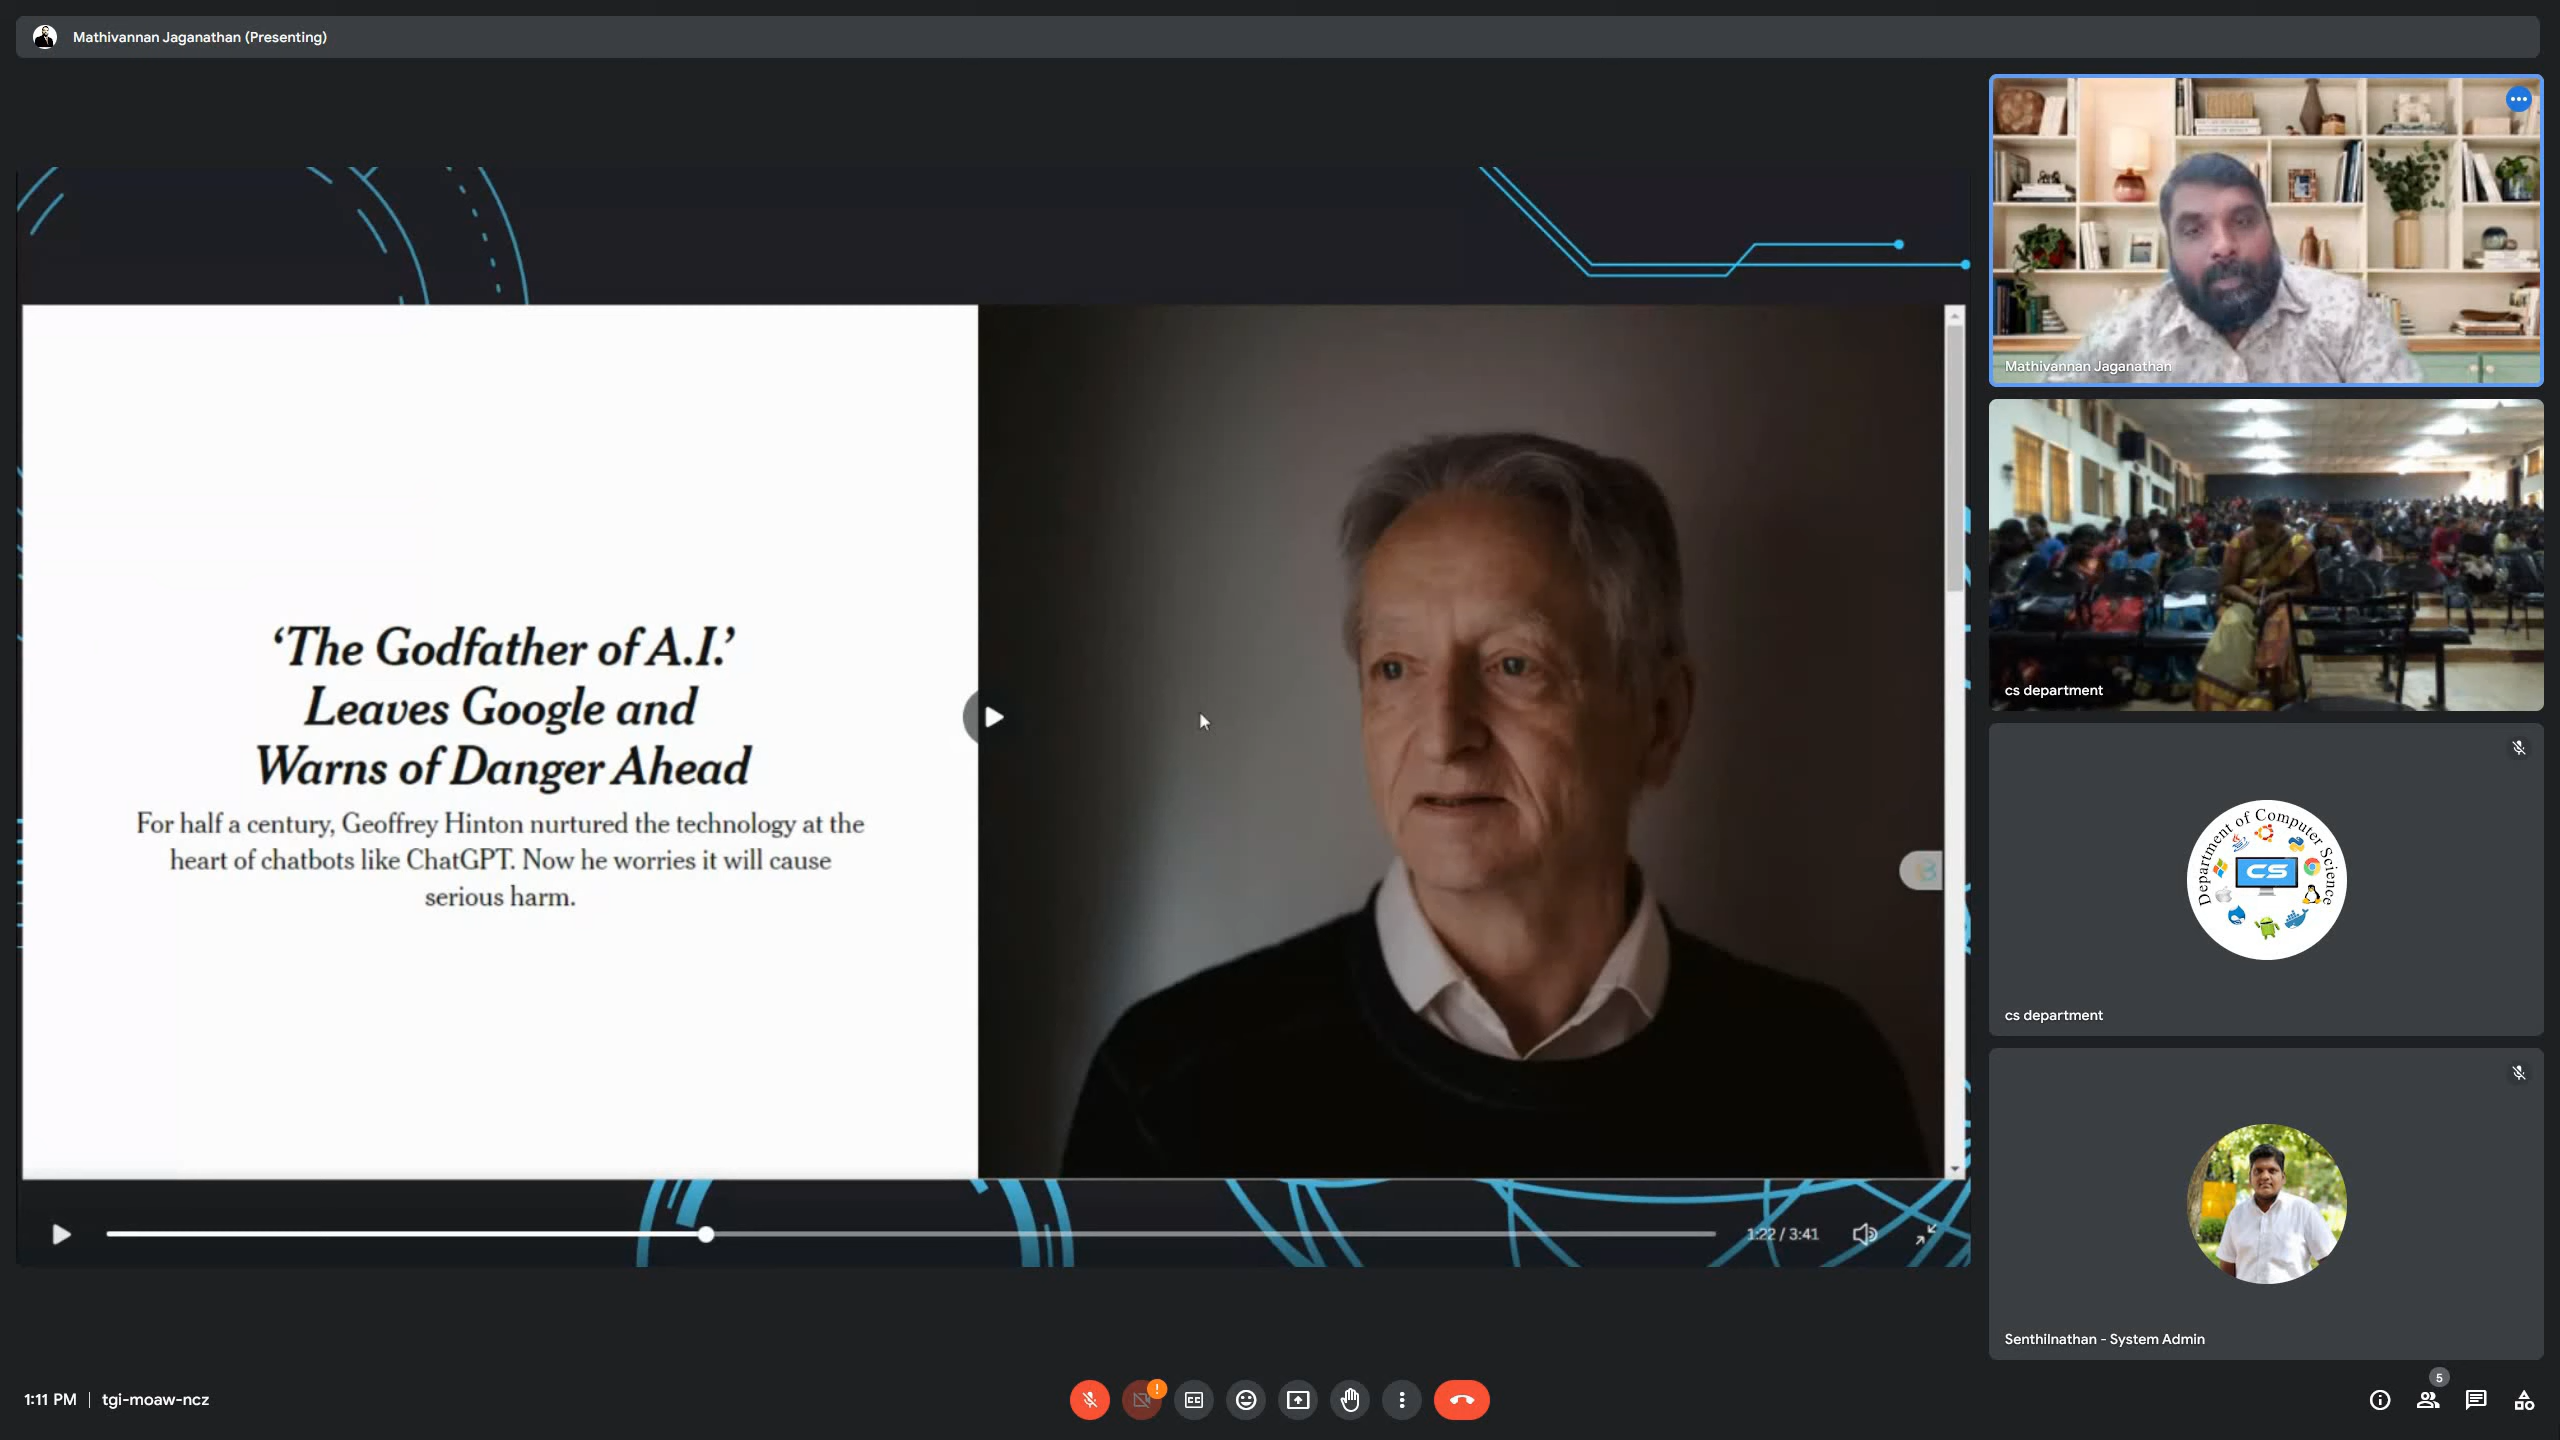 Mathivannan Jaganathan (Presenting)
‘The Godfather of A.I.’
Leaves Google and
Warns of Danger Ahead
For half a century, Geoffrey Hinton nurtured the technology at the
heart of chatbots like ChatGPT. Now he worries it will cause
serious harm.
1:22 / 3:41
Mathivannan Jaganathan
cs department
Department of Computer Science
CS
cs department
Senthilnathan - System Admin
1:11 PM | tgi-moaw-ncz
5